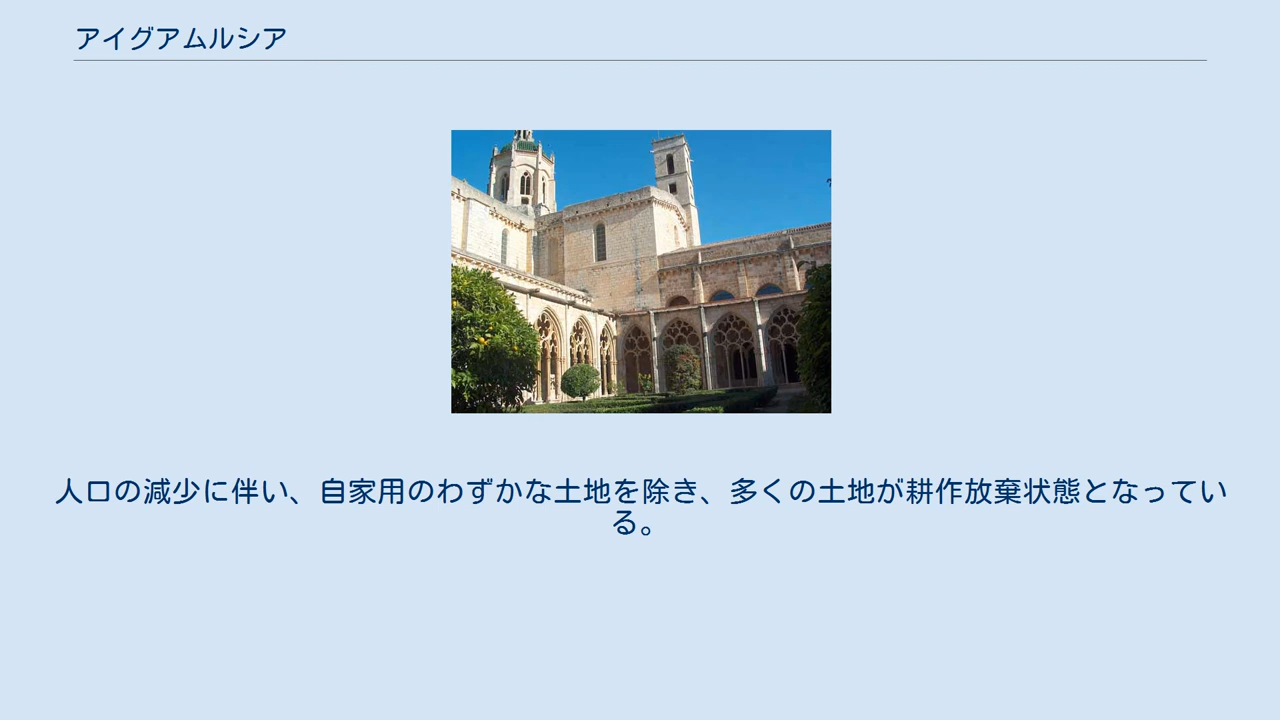 アイグアムルシア
人口の減少に伴い、自家用のわずかな土地を除き、多くの土地が耕作放棄状態となってい
る。